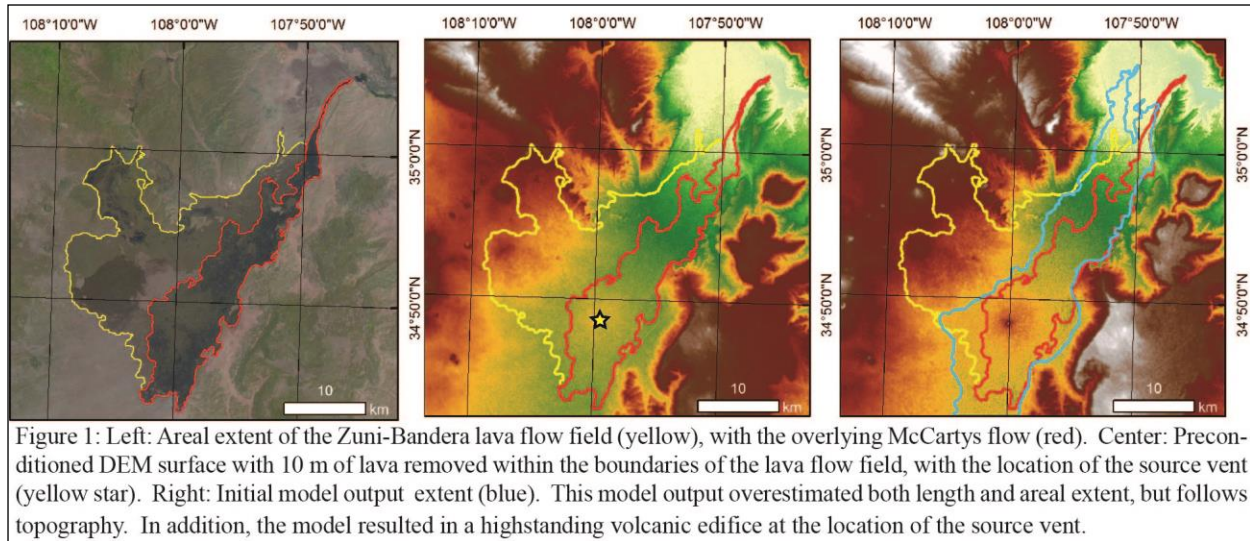 108°10'0"W 108°0'0"W 107°50'0"W 108°10'0"W 108°0'0"W 107°50'0"W 108°10'0"W 108°0'0"W 107°50'0"W
35°0'0"N 35°0'0"N
34°50'0"N 34°50'0"N
10 10 10
km km km
Figure 1: Left: Areal extent of the Zuni-Bandera lava flow field (yellow), with the overlying McCartys flow (red). Center: Precon-
ditioned DEM surface with 10 m of lava removed within the boundaries of the lava flow field, with the location of the source vent
(yellow star). Right: Initial model output extent (blue). This model output overestimated both length and areal extent, but follows
topography. In addition, the model resulted in a highstanding volcanic edifice at the location of the source vent.